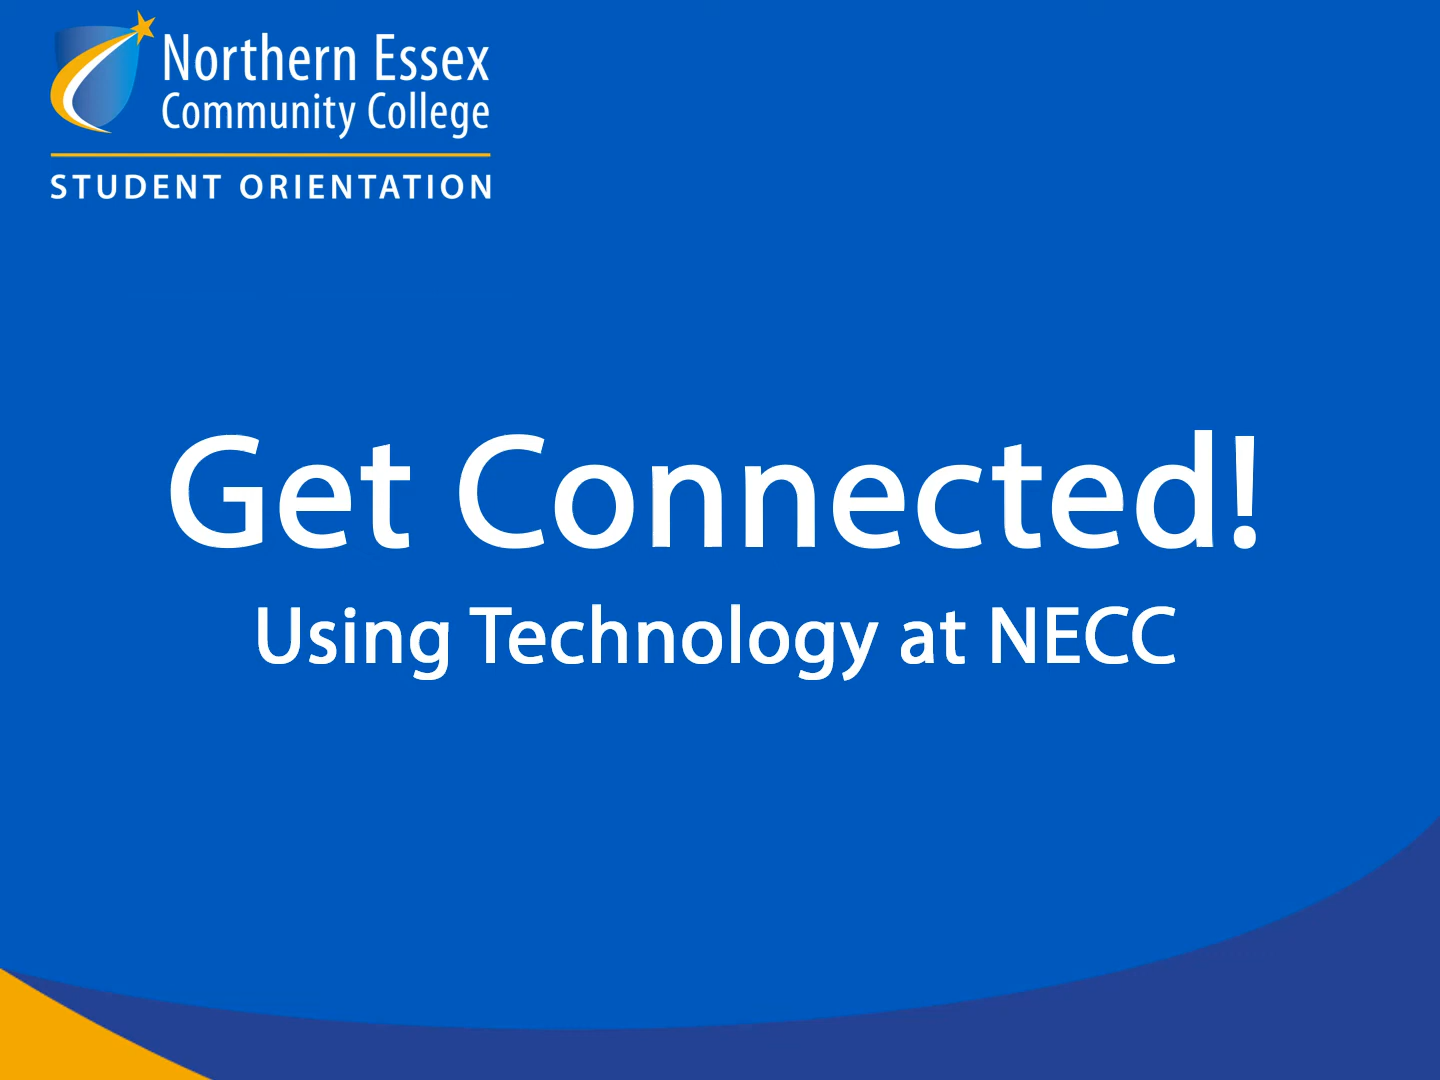 Northern Essex
Community College
STUDENT ORIENTATION
Get Connected!
Using Technology at NECC